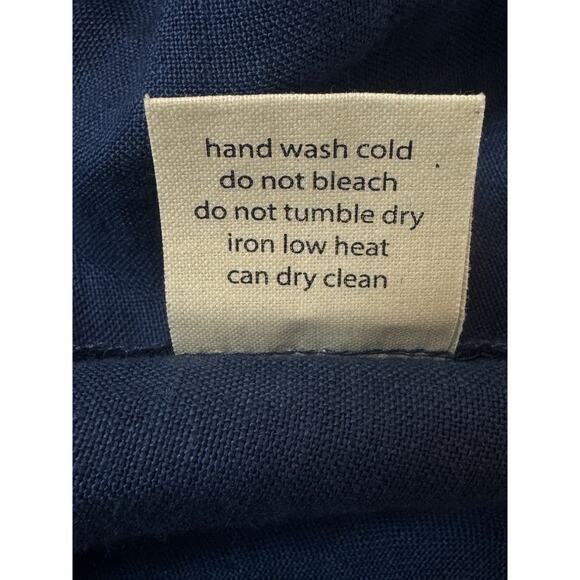 hand wash cold
do not bleach
do not tumble dry
iron low heat
can dry clean